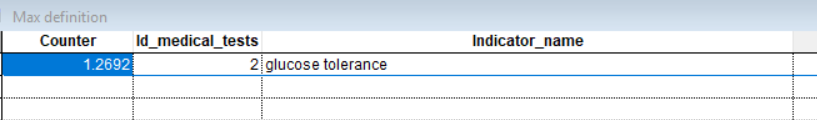 Max definition
Counter Id_medical_tests Indicator_name
1.2692 2 glucose tolerance